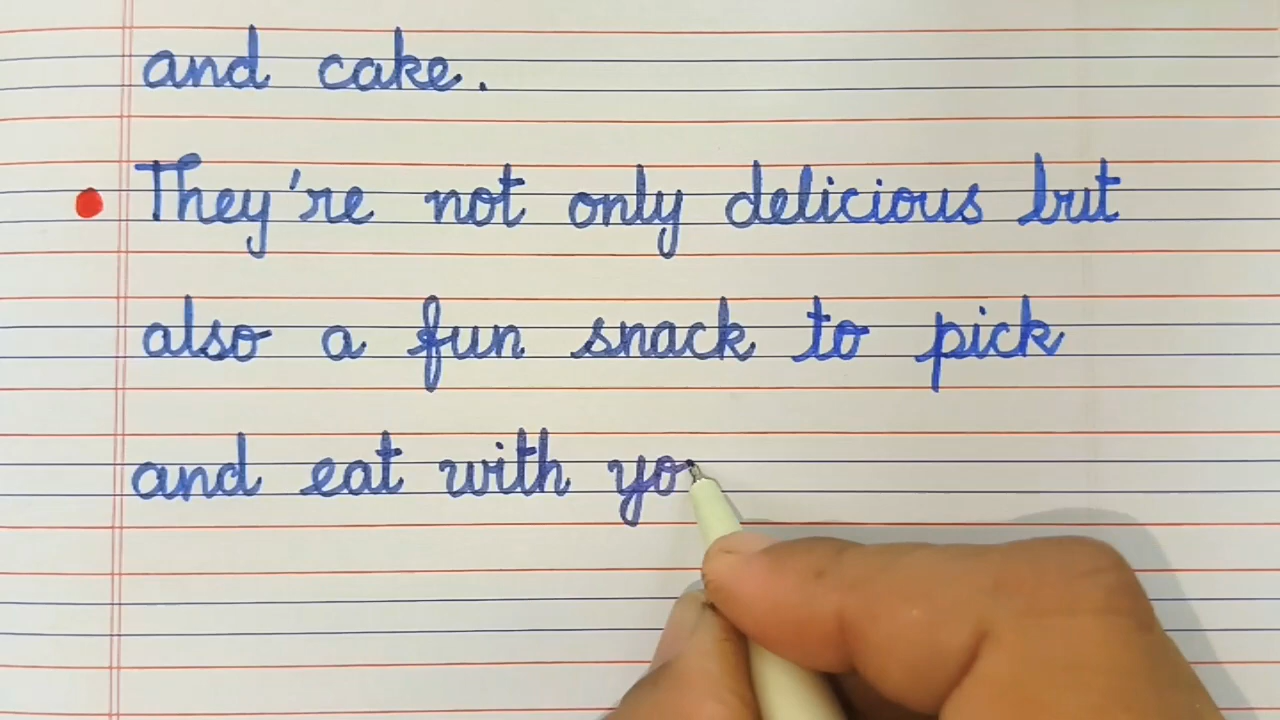 and cake.
They're not only delicious but
also a fun snack to pick
and eat with yo